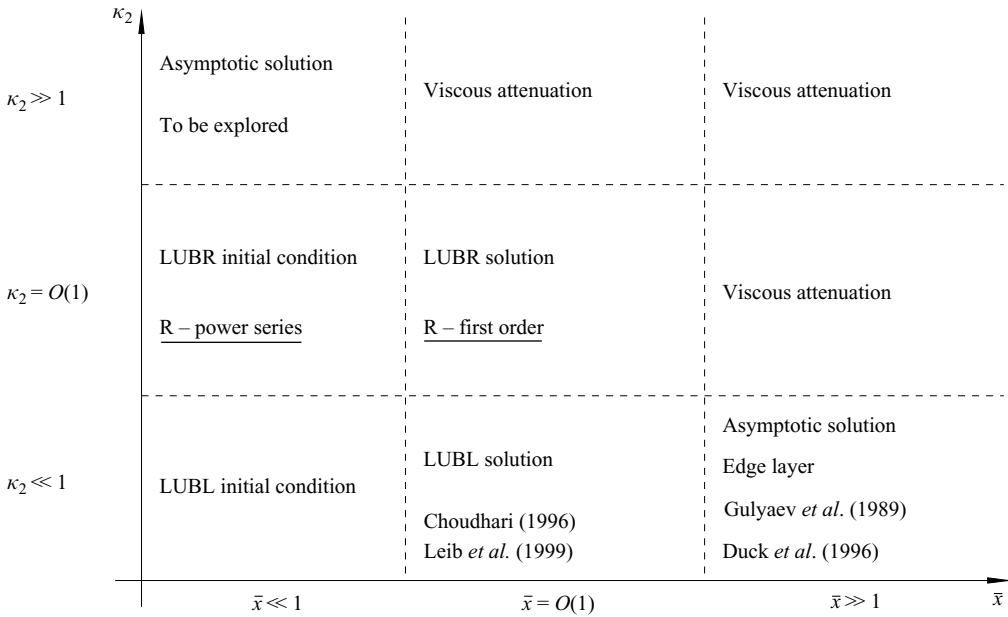 κ₂
κ₂ ≫ 1
Asymptotic solution
To be explored
Viscous attenuation
Viscous attenuation
κ₂ = O(1)
LUBR initial condition
R – power series
LUBR solution
R – first order
Viscous attenuation
κ₂ ≪ 1
LUBL initial condition
LUBL solution
Choudhari (1996)
Leib et al. (1999)
Asymptotic solution
Edge layer
Gulyaev et al. (1989)
Duck et al. (1996)
x̄ ≪ 1
x̄ = O(1)
x̄ ≫ 1
x̄